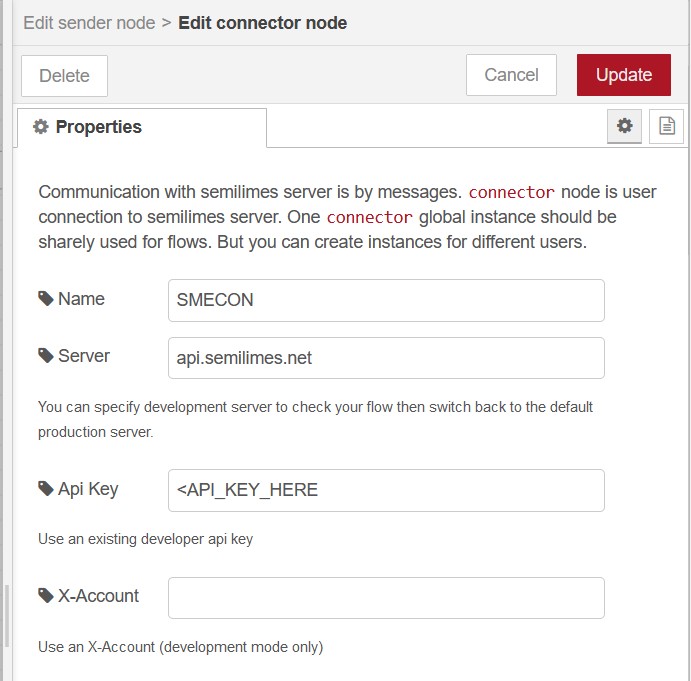 Edit sender node > Edit connector node
Delete Cancel Update
Properties
Communication with semilimes server is by messages. connector node is user
connection to semilimes server. One connector global instance should be
sharely used for flows. But you can create instances for different users.
Name SMECON
Server api.semilimes.net
You can specify development server to check your flow then switch back to the default
production server.
Api Key <API_KEY_HERE
Use an existing developer api key
X-Account
Use an X-Account (development mode only)